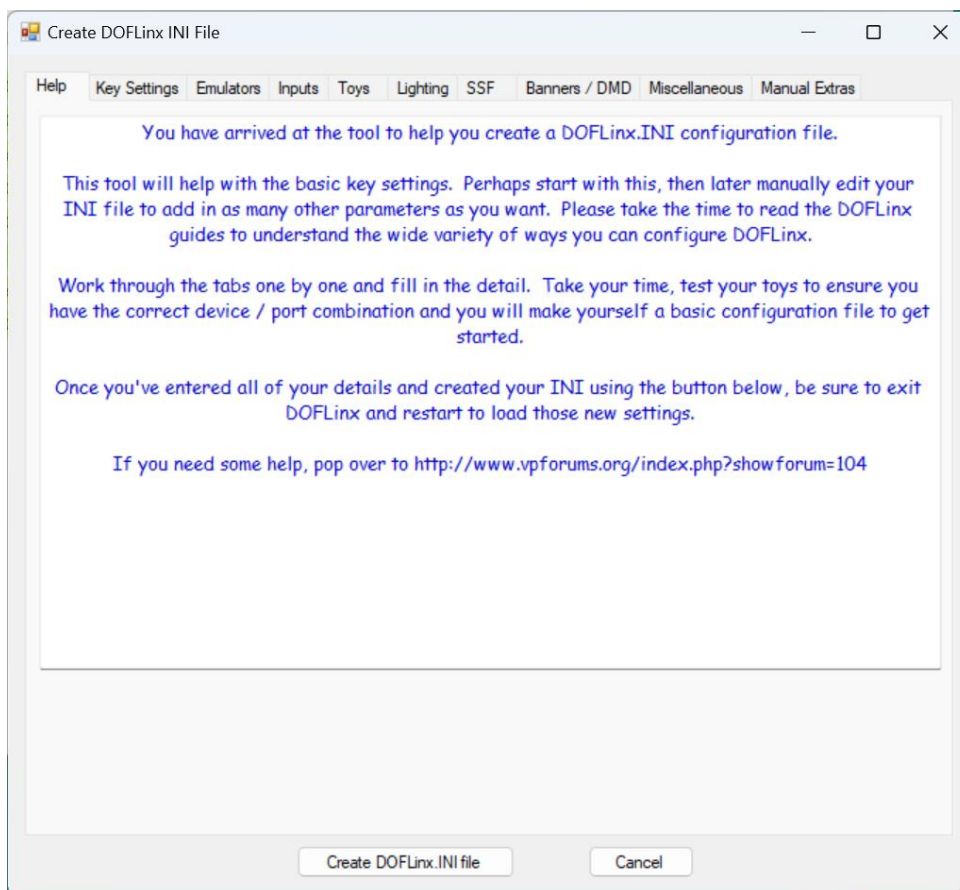 Create DOFLinx INI File
Help Key Settings Emulators Inputs Toys Lighting SSF Banners / DMD Miscellaneous Manual Extras
You have arrived at the tool to help you create a DOFLinx.INI configuration file.
This tool will help with the basic key settings. Perhaps start with this, then later manually edit your
INI file to add in as many other parameters as you want. Please take the time to read the DOFLinx
guides to understand the wide variety of ways you can configure DOFLinx.
Work through the tabs one by one and fill in the detail. Take your time, test your toys to ensure you
have the correct device / port combination and you will make yourself a basic configuration file to get
started.
Once you've entered all of your details and created your INI using the button below, be sure to exit
DOFLinx and restart to load those new settings.
If you need some help, pop over to http://www.vpforums.org/index.php?showforum=104
Create DOFLinx.INI file Cancel